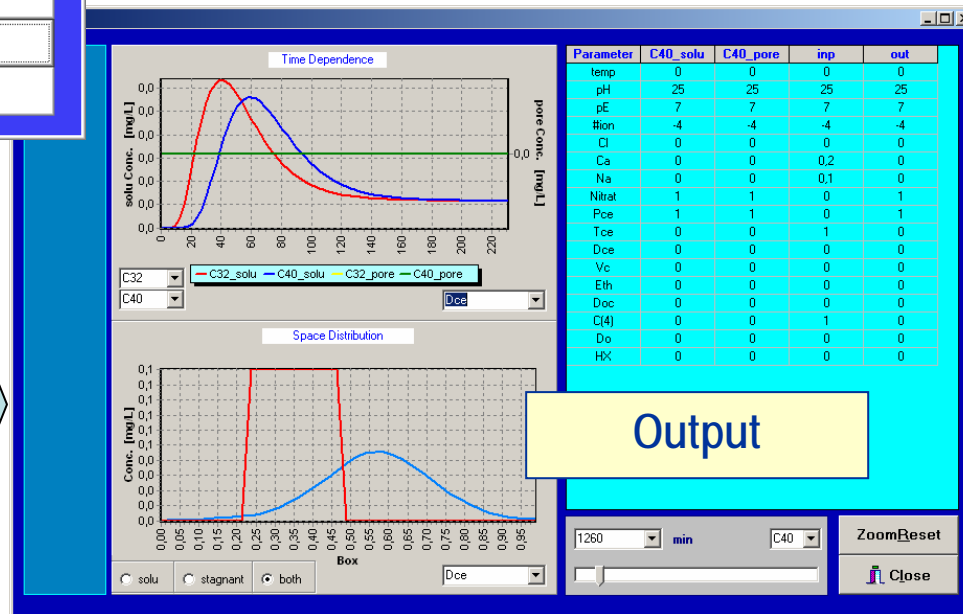 Time Dependence
solu Conc. [mg/L]
0,0
0,0
0,0
0,0
0,0
0,0
0,0
pore Conc. [mg/L]
0,0
0 20 40 60 80 100 120 140 160 180 200 220
C32
C40
C32_solu C40_solu C32_pore C40_pore
Dce
Space Distribution
Conc. [mg/L]
0,1
0,1
0,1
0,1
0,1
0,1
0,0
0,0
0,0
0,0
0,0
0,00 0,05 0,10 0,15 0,20 0,25 0,30 0,35 0,40 0,45 0,50 0,55 0,60 0,65 0,70 0,75 0,80 0,85 0,90 0,95
Box
solu stagnant both
Dce
Parameter C40_solu C40_pore inp out
temp 0 0 0 0
pH 25 25 25 25
pE 7 7 7 7
#ion -4 -4 -4 -4
Cl 0 0 0 0
Ca 0 0 0,2 0
Na 0 0 0,1 0
Nitrat 1 1 0 1
Pce 1 1 0 1
Tce 0 0 1 0
Dce 0 0 0 0
Vc 0 0 0 0
Eth 0 0 0 0
Doc 0 0 0 0
C(4) 0 0 1 0
Do 0 0 0 0
HX 0 0 0 0
Output
1260 min C40
ZoomReset
Close